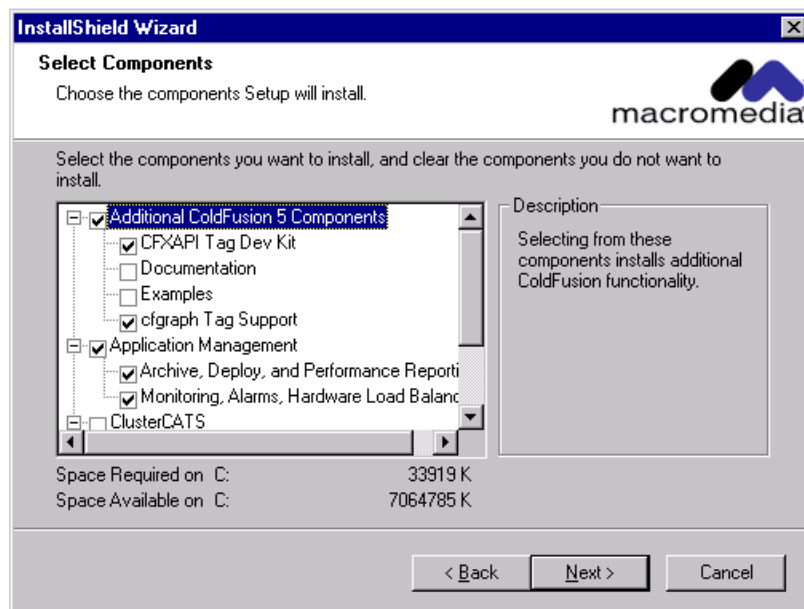 InstallShield Wizard
Select Components
Choose the components Setup will install.
macromedia
Select the components you want to install, and clear the components you do not want to
install.
Additional ColdFusion 5 Components
CFXAPI Tag Dev Kit
Documentation
Examples
cfgraph Tag Support
Application Management
Archive, Deploy, and Performance Reporti
Monitoring, Alarms, Hardware Load Balanc
ClusterCATS
Description
Selecting from these
components installs additional
ColdFusion functionality.
Space Required on C: 33919 K
Space Available on C: 7064785 K
< Back
Next >
Cancel